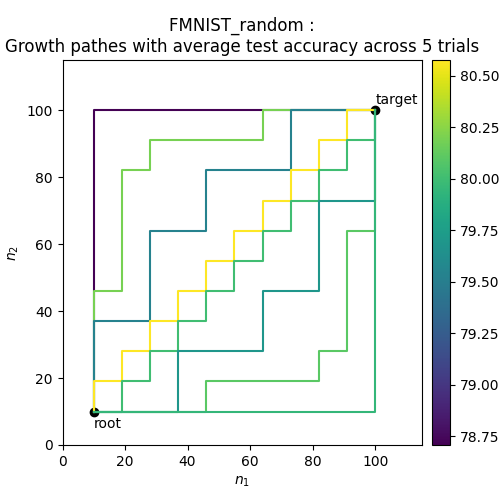 FMNIST_random :
Growth pathes with average test accuracy across 5 trials
target
root
0
20
40
60
80
100
n₂
0 20 40 60 80 100
n₁
80.50
80.25
80.00
79.75
79.50
79.25
79.00
78.75